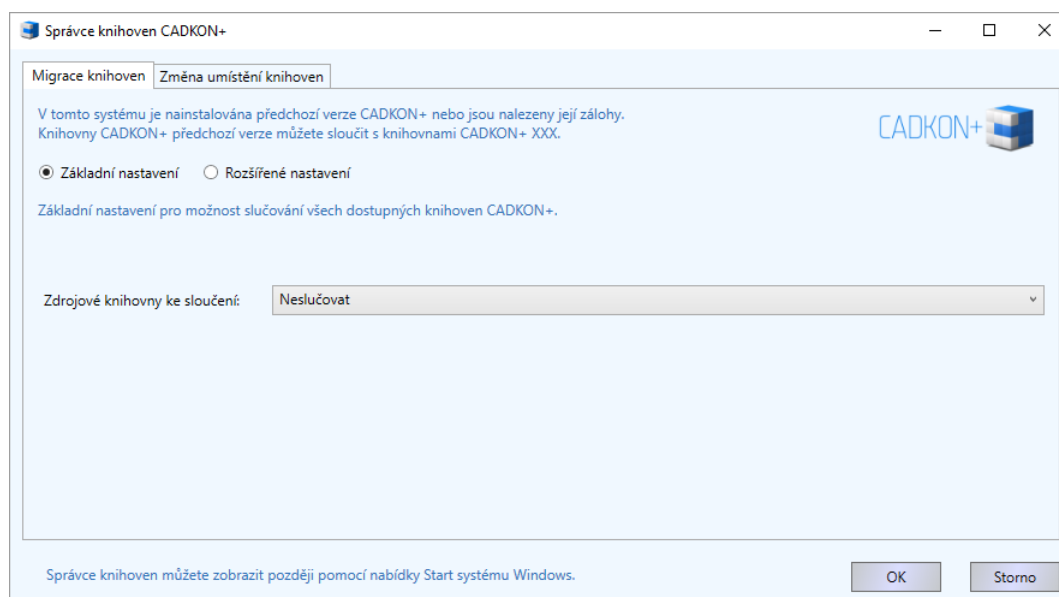 Správce knihoven CADKON+
Migrace knihoven
Změna umístění knihoven
V tomto systému je nainstalována předchozí verze CADKON+ nebo jsou nalezeny její zálohy.
Knihovny CADKON+ předchozí verze můžete sloučit s knihovnami CADKON+ XXX.
CADKON+
Základní nastavení
Rozšířené nastavení
Základní nastavení pro možnost slučování všech dostupných knihoven CADKON+.
Zdrojové knihovny ke sloučení:
Neslučovat
Správce knihoven můžete zobrazit později pomocí nabídky Start systému Windows.
OK
Storno